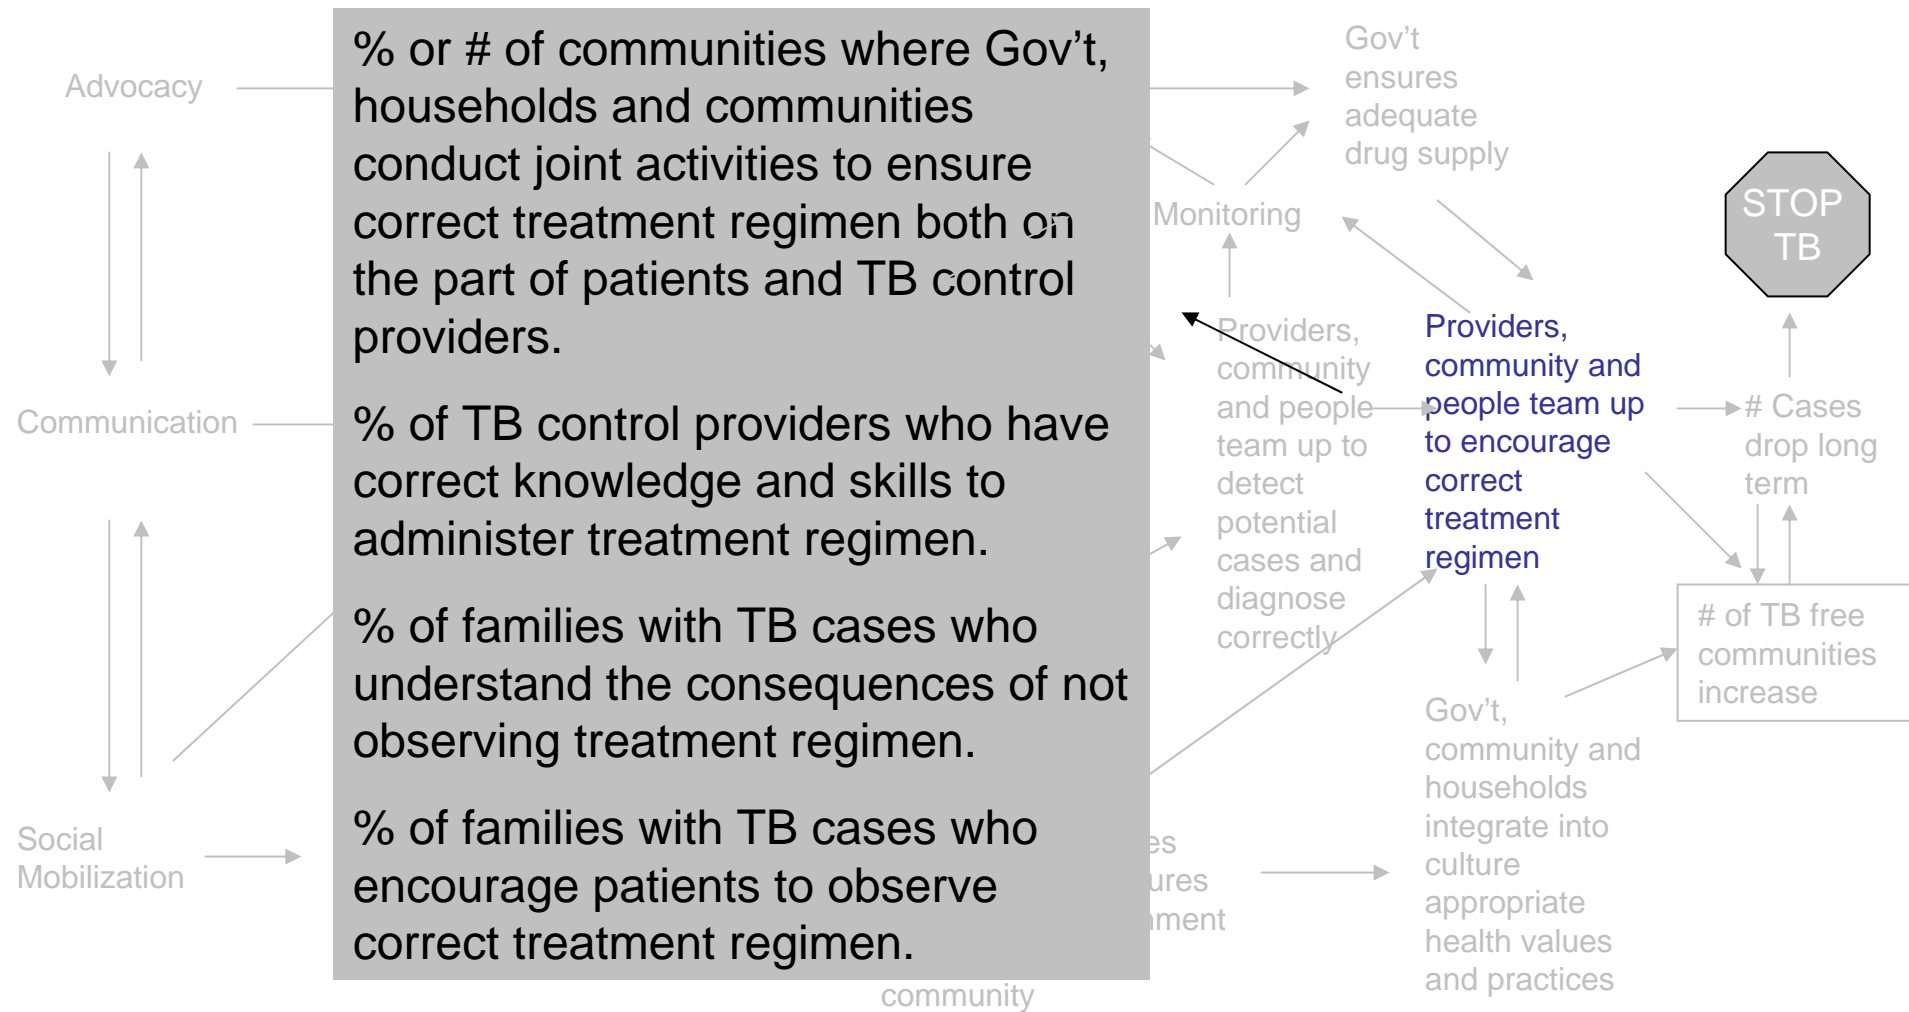 Advocacy
Communication
Social
Mobilization
% or # of communities where Gov't,
households and communities
conduct joint activities to ensure
correct treatment regimen both on
the part of patients and TB control
providers.
% of TB control providers who have
correct knowledge and skills to
administer treatment regimen.
% of families with TB cases who
understand the consequences of not
observing treatment regimen.
% of families with TB cases who
encourage patients to observe
correct treatment regimen.
community
Monitoring
Providers,
community
and people
team up to
detect
potential
cases and
diagnose
correctly
Gov't
ensures
adequate
drug supply
Providers,
community and
people team up
to encourage
correct
treatment
regimen
Gov't,
community and
households
integrate into
culture
appropriate
health values
and practices
STOP
TB
# Cases
drop long
term
# of TB free
communities
increase